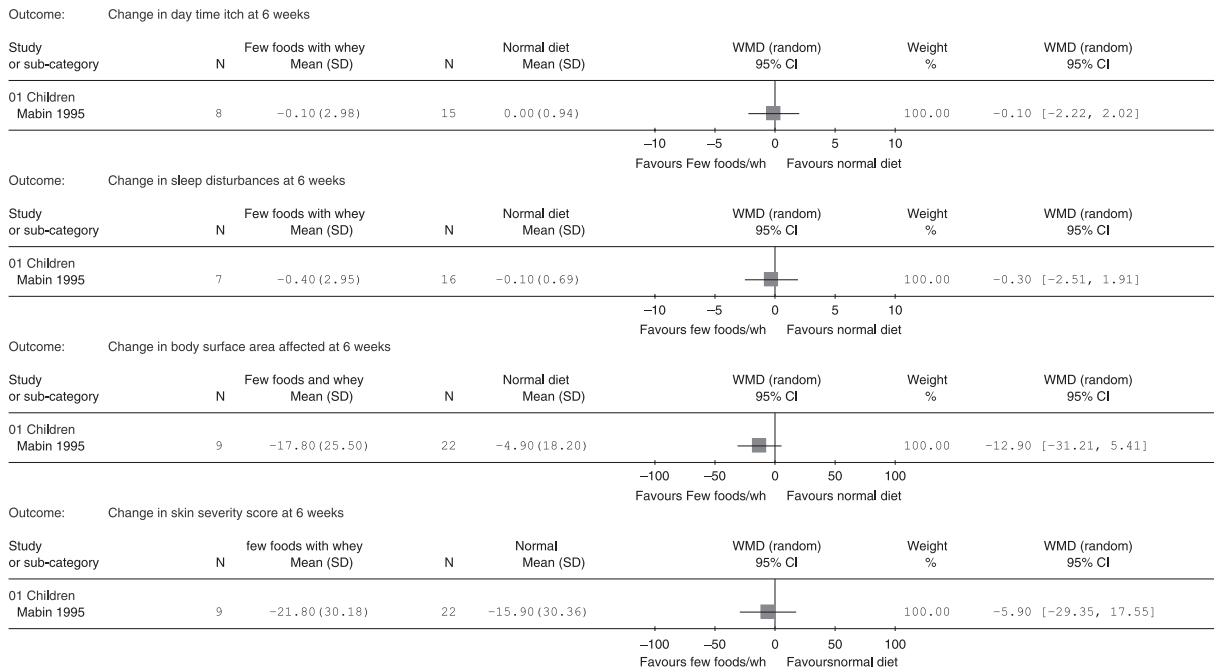 Outcome: Change in day time itch at 6 weeks
Study Few foods with whey Normal diet WMD (random) Weight WMD (random)
or sub-category N Mean (SD) N Mean (SD) 95% CI % 95% CI
01 Children
Mabin 1995 8 −0.10(2.98) 15 0.00(0.94) 100.00 −0.10 [−2.22, 2.02]
−10 −5 0 5 10
Favours Few foods/wh Favours normal diet
Outcome: Change in sleep disturbances at 6 weeks
Study Few foods with whey Normal diet WMD (random) Weight WMD (random)
or sub-category N Mean (SD) N Mean (SD) 95% CI % 95% CI
01 Children
Mabin 1995 7 −0.40(2.95) 16 −0.10(0.69) 100.00 −0.30 [−2.51, 1.91]
−10 −5 0 5 10
Favours few foods/wh Favours normal diet
Outcome: Change in body surface area affected at 6 weeks
Study Few foods and whey Normal diet WMD (random) Weight WMD (random)
or sub-category N Mean (SD) N Mean (SD) 95% CI % 95% CI
01 Children
Mabin 1995 9 −17.80(25.50) 22 −4.90(18.20) 100.00 −12.90 [−31.21, 5.41]
−100 −50 0 50 100
Favours Few foods/wh Favours normal diet
Outcome: Change in skin severity score at 6 weeks
Study few foods with whey Normal WMD (random) Weight WMD (random)
or sub-category N Mean (SD) N Mean (SD) 95% CI % 95% CI
01 Children
Mabin 1995 9 −21.80(30.18) 22 −15.90(30.36) 100.00 −5.90 [−29.35, 17.55]
−100 −50 0 50 100
Favours few foods/wh Favoursnormal diet